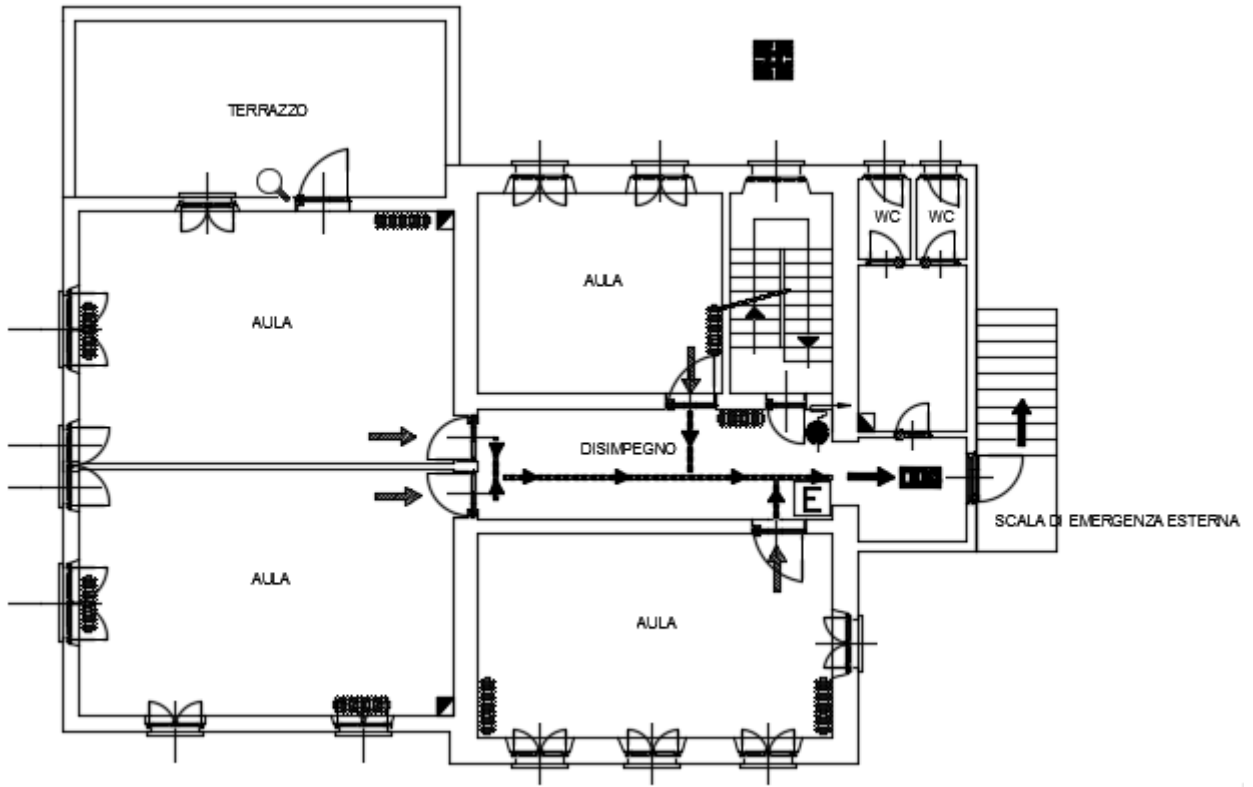 TERRAZZO
WC
WC
AULA
AULA
DISIMPEGNO
E
SCALA DI EMERGENZA ESTERNA
AULA
AULA